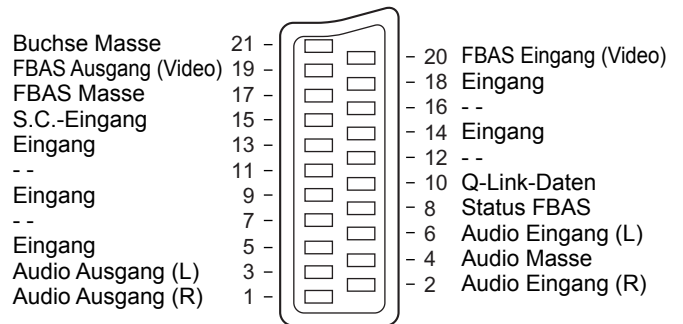 Buchse Masse 21
FBAS Ausgang (Video) 19
FBAS Masse 17
S.C.-Eingang 15
Eingang 13
- - 11
Eingang 9
- - 7
Eingang 5
Audio Ausgang (L) 3
Audio Ausgang (R) 1
20 FBAS Eingang (Video)
18 Eingang
16 - -
14 Eingang
12 - -
10 Q-Link-Daten
8 Status FBAS
6 Audio Eingang (L)
4 Audio Masse
2 Audio Eingang (R)